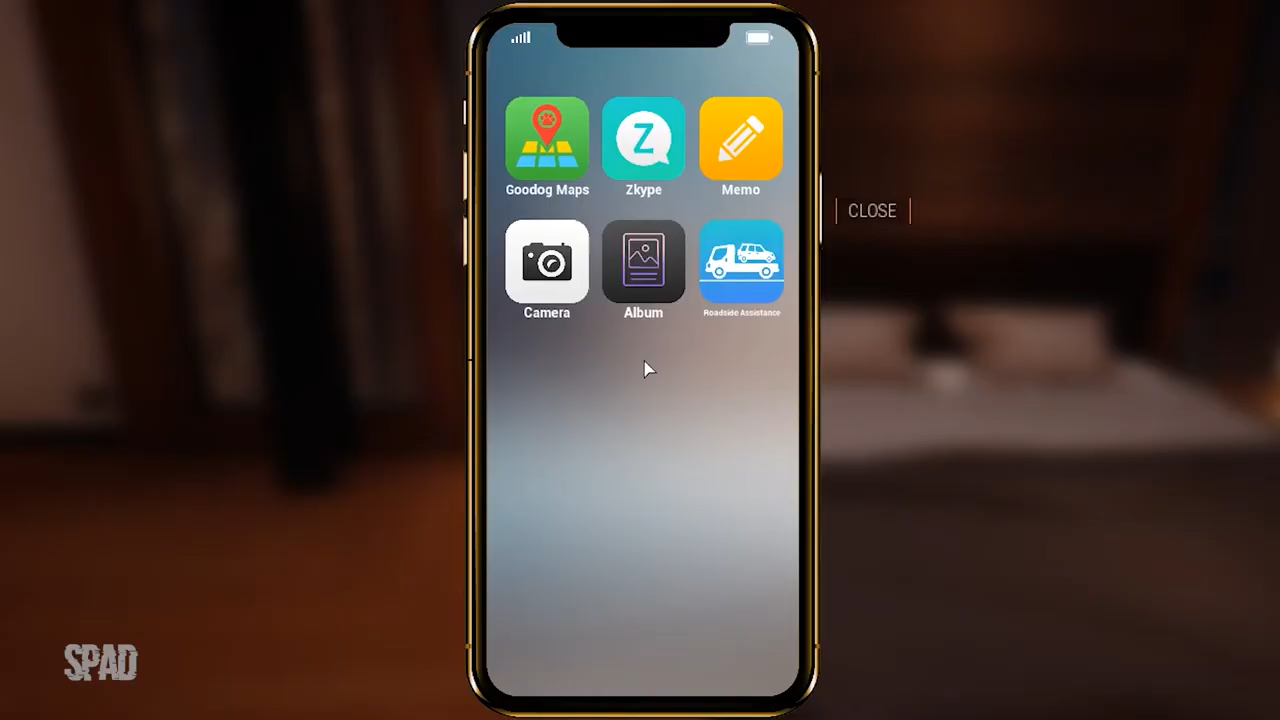 Goodog Maps
Z
Zkype
Memo
CLOSE
Camera
Album
Roadside Assistance
SPAD